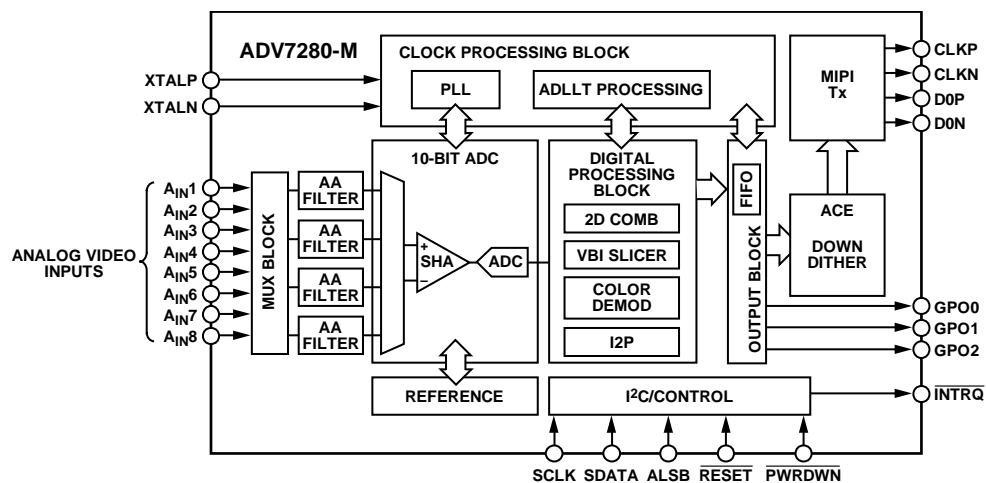 ADV7280-M
CLOCK PROCESSING BLOCK
PLL
ADLLT PROCESSING
XTALP
XTALN
MIPI
Tx
CLKP
CLKN
D0P
D0N
10-BIT ADC
DIGITAL
PROCESSING
BLOCK
2D COMB
VBI SLICER
COLOR
DEMOD
I2P
FIFO
OUTPUT BLOCK
ACE
DOWN
DITHER
ANALOG VIDEO
INPUTS
AIN1
AIN2
AIN3
AIN4
AIN5
AIN6
AIN7
AIN8
MUX BLOCK
AA
FILTER
AA
FILTER
AA
FILTER
AA
FILTER
+
SHA
–
ADC
GPO0
GPO1
GPO2
REFERENCE
I2C/CONTROL
INTRQ
SCLK
SDATA
ALSB
RESET
PWRDWN